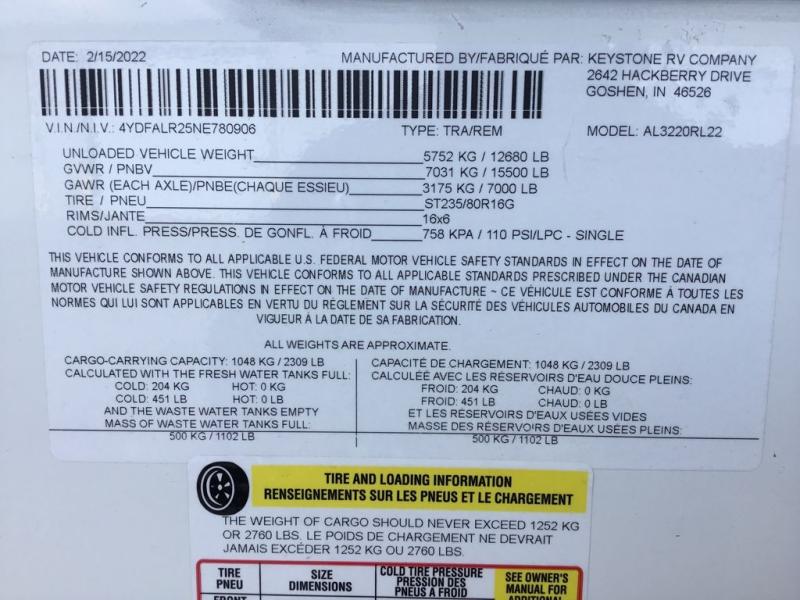 DATE: 2/15/2022
MANUFACTURED BY/FABRIQUÉ PAR: KEYSTONE RV COMPANY
2642 HACKBERRY DRIVE
GOSHEN, IN 46526
V.I.N./N.I.V.: 4YDFALR25NE780906 TYPE: TRA/REM MODEL: AL3220RL22
UNLOADED VEHICLE WEIGHT 5752 KG / 12680 LB
GVWR / PNBV 7031 KG / 15500 LB
GAWR (EACH AXLE)/PNBE(CHAQUE ESSIEU) 3175 KG / 7000 LB
TIRE / PNEU ST235/80R16G
RIMS/JANTE 16x6
COLD INFL. PRESS/PRESS. DE GONFL. À FROID 758 KPA / 110 PSI/LPC - SINGLE
THIS VEHICLE CONFORMS TO ALL APPLICABLE U.S. FEDERAL MOTOR VEHICLE SAFETY STANDARDS IN EFFECT ON THE DATE OF
MANUFACTURE SHOWN ABOVE. THIS VEHICLE CONFORMS TO ALL APPLICABLE STANDARDS PRESCRIBED UNDER THE CANADIAN
MOTOR VEHICLE SAFETY REGULATIONS IN EFFECT ON THE DATE OF MANUFACTURE ~ CE VÉHICULE EST CONFORME À TOUTES LES
NORMES QUI LUI SONT APPLICABLES EN VERTU DU RÈGLEMENT SUR LA SÉCURITÉ DES VÉHICULES AUTOMOBILES DU CANADA EN
VIGUEUR À LA DATE DE SA FABRICATION.
ALL WEIGHTS ARE APPROXIMATE.
CARGO-CARRYING CAPACITY: 1048 KG / 2309 LB
CALCULATED WITH THE FRESH WATER TANKS FULL:
COLD: 204 KG HOT: 0 KG
COLD: 451 LB HOT: 0 LB
AND THE WASTE WATER TANKS EMPTY
MASS OF WASTE WATER TANKS FULL:
500 KG / 1102 LB
CAPACITÉ DE CHARGEMENT: 1048 KG / 2309 LB
CALCULÉE AVEC LES RÉSERVOIRS D'EAU DOUCE PLEINS:
FROID: 204 KG CHAUD: 0 KG
FROID: 451 LB CHAUD: 0 LB
ET LES RÉSERVOIRS D'EAUX USÉES VIDES
MASSE DES RÉSERVOIRS D'EAUX USÉES PLEINS:
500 KG / 1102 LB
TIRE AND LOADING INFORMATION
RENSEIGNEMENTS SUR LES PNEUS ET LE CHARGEMENT
THE WEIGHT OF CARGO SHOULD NEVER EXCEED 1252 KG
OR 2760 LBS. LE POIDS DE CHARGEMENT NE DEVRAIT
JAMAIS EXCÉDER 1252 KG OU 2760 LBS.
TIRE
PNEU
SIZE
DIMENSIONS
COLD TIRE PRESSURE
PRESSION DES
PNEUS A FROID
SEE OWNER'S
MANUAL FOR
ADDITIONAL
FRONT